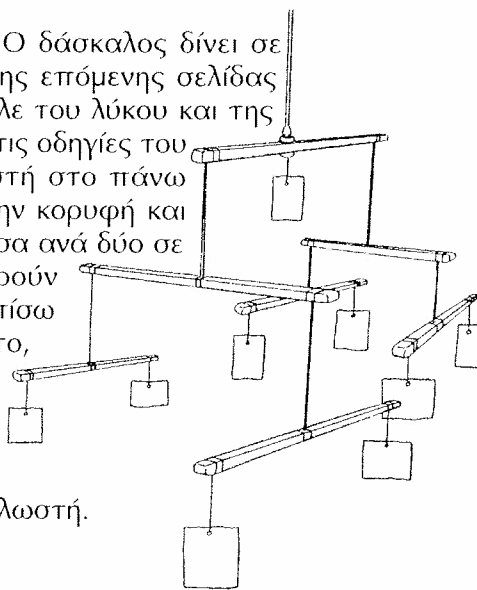 Ο δάσκαλος δίνει σε
ης επόμενης σελίδας
λε του λύκου και της
τις οδηγίες του
στή στο πάνω
ην κορυφή και
σα ανά δύο σε
ρούν
πίσω
το,
λωστή.